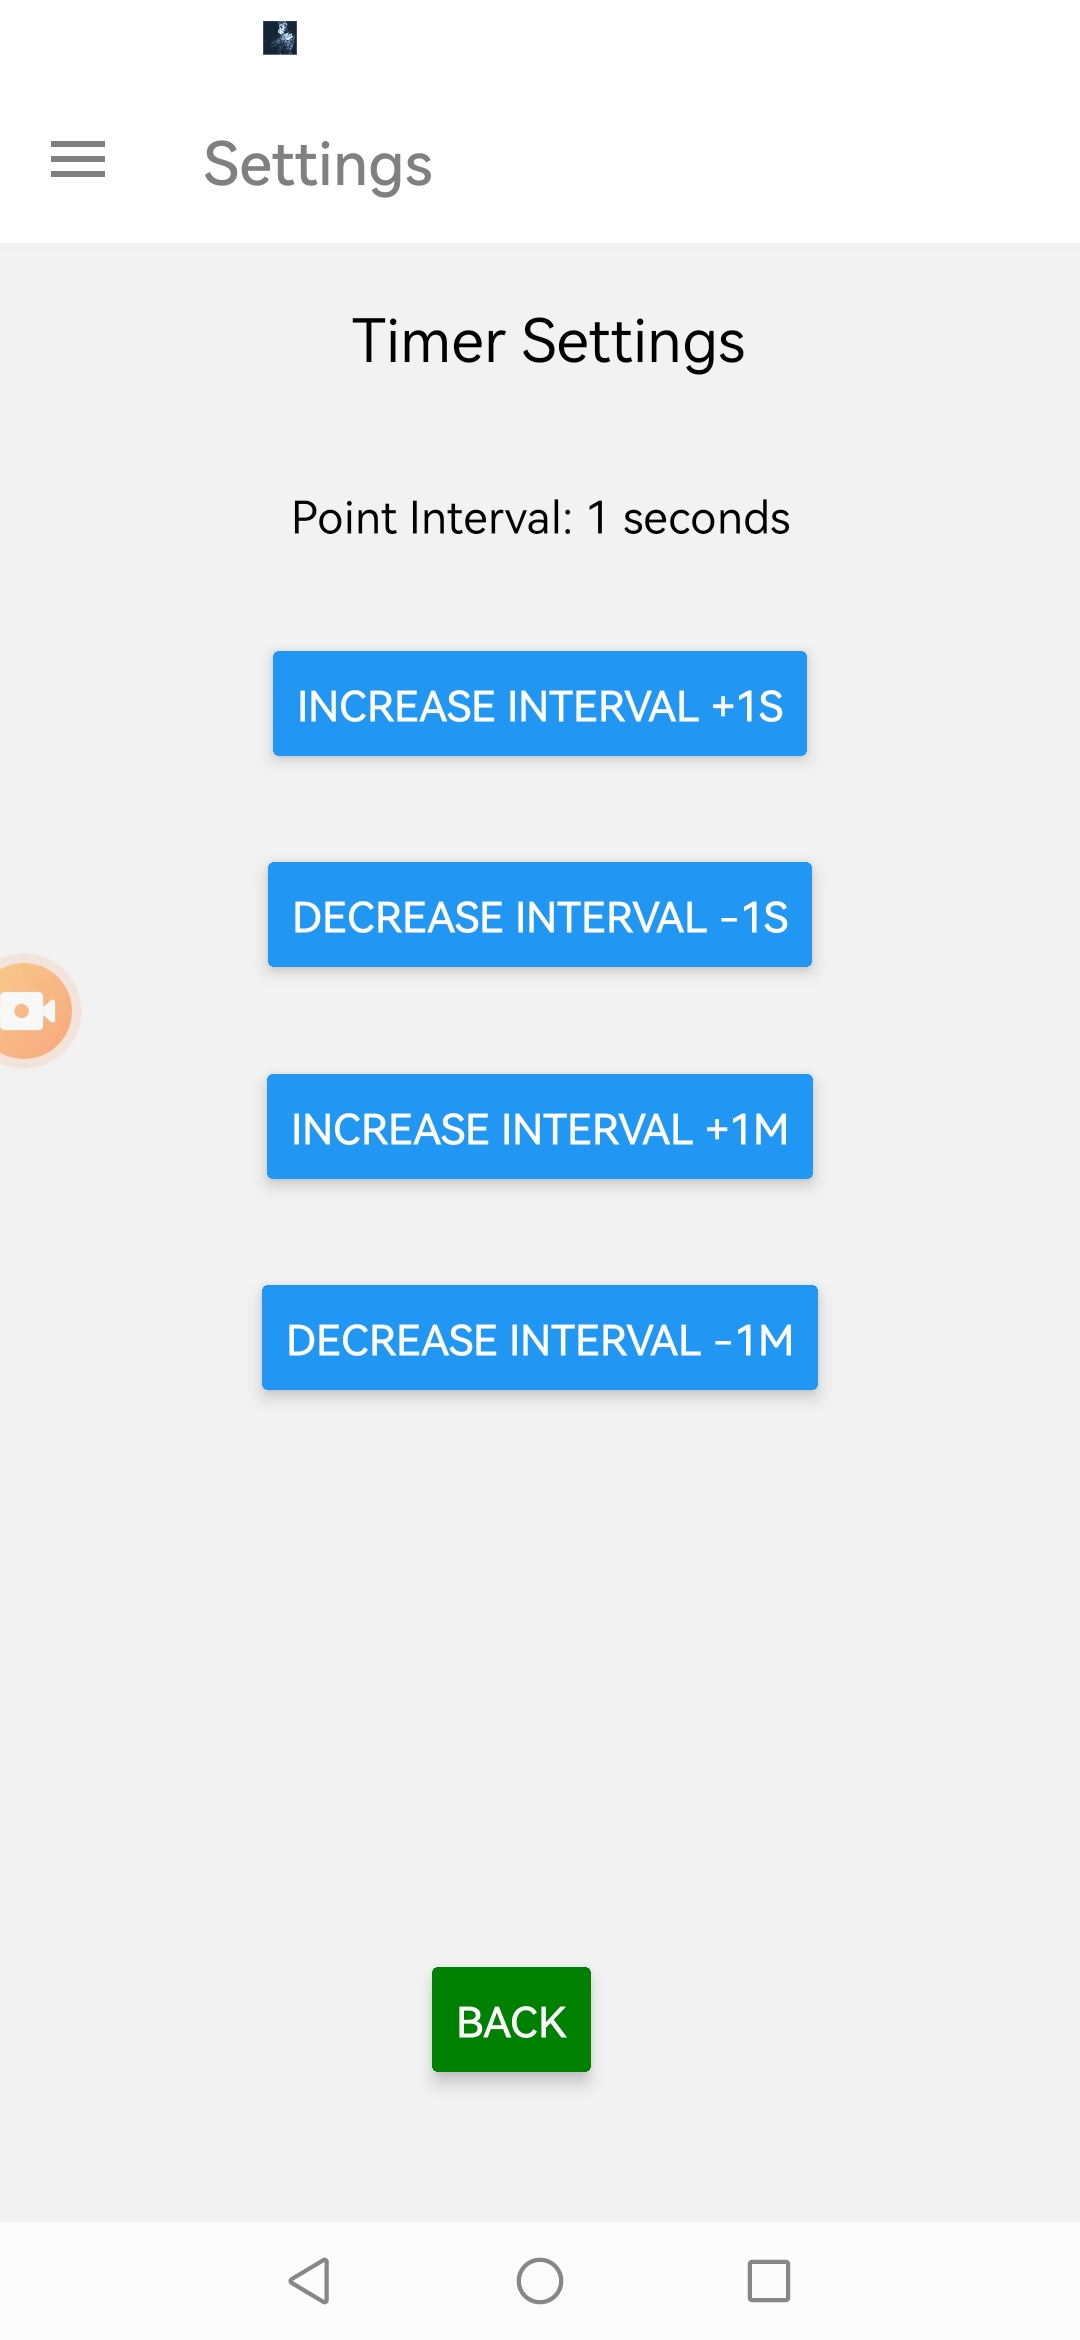 Settings
Timer Settings
Point Interval: 1 seconds
INCREASE INTERVAL +1S
DECREASE INTERVAL -1S
INCREASE INTERVAL +1M
DECREASE INTERVAL -1M
BACK